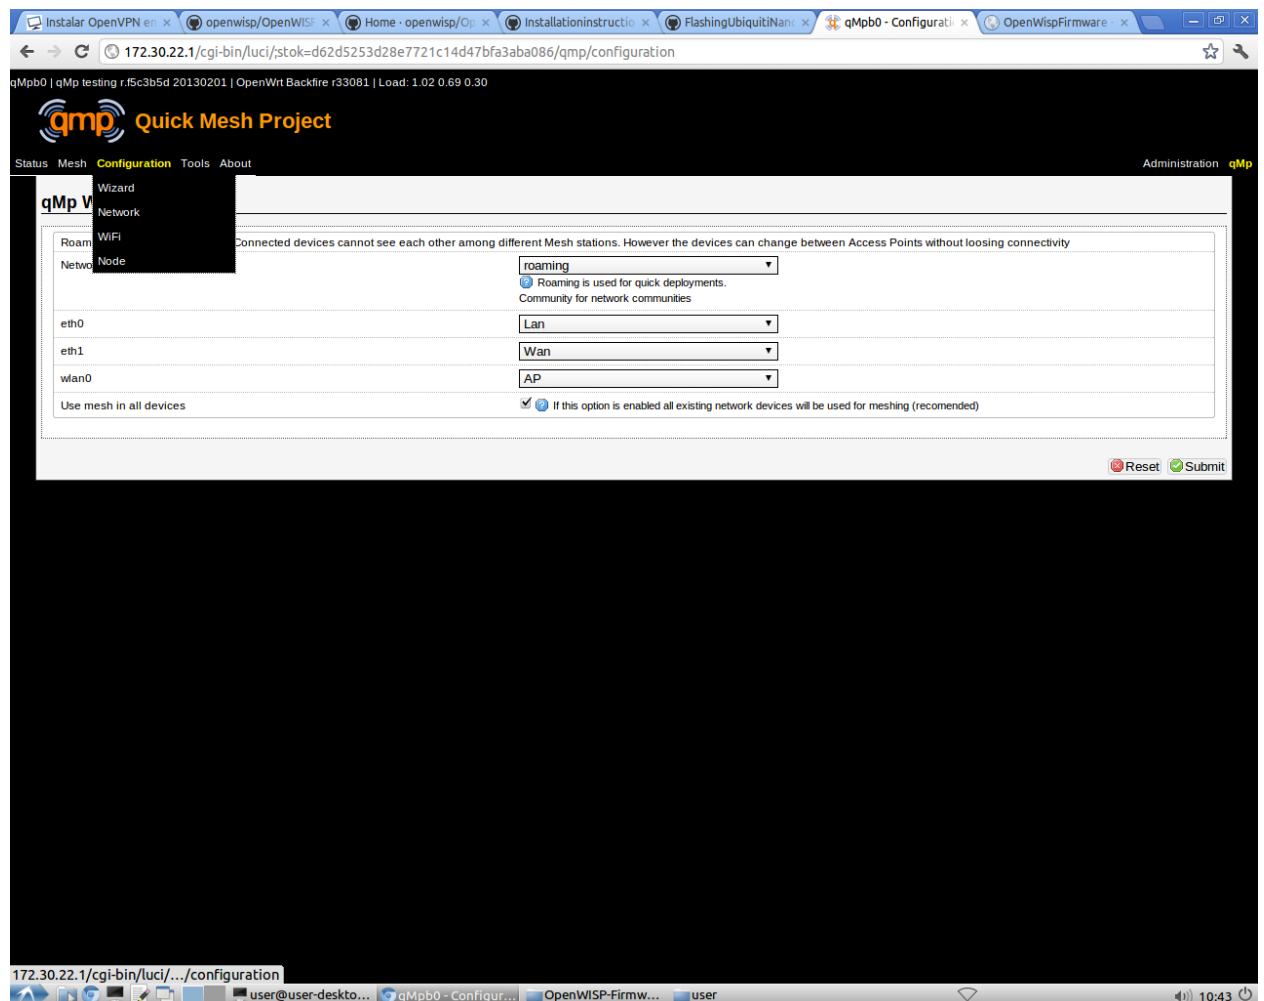 Instalar OpenVPN en
openwisp/OpenWISP
Home · openwisp/Op
Installationinstructio
FlashingUbiquitiNano
qMpb0 - Configurati
OpenWispFirmware -
172.30.22.1/cgi-bin/luci/;stok=d62d5253d28e7721c14d47bfa3aba086/qmp/configuration
qMpb0 | qMp testing r.f5c3b5d 20130201 | OpenWrt Backfire r33081 | Load: 1.02 0.69 0.30
qmp Quick Mesh Project
Status Mesh Configuration Tools About Administration qMp
Wizard
qMp W
Network
WiFi
Roam Connected devices cannot see each other among different Mesh stations. However the devices can change between Access Points without loosing connectivity
Node
Netwo roaming
Roaming is used for quick deployments.
Community for network communities
eth0 Lan
eth1 Wan
wlan0 AP
Use mesh in all devices If this option is enabled all existing network devices will be used for meshing (recomended)
Reset Submit
172.30.22.1/cgi-bin/luci/.../configuration
user@user-deskto... qMpb0 - Configur... OpenWISP-Firmw... user 10:43